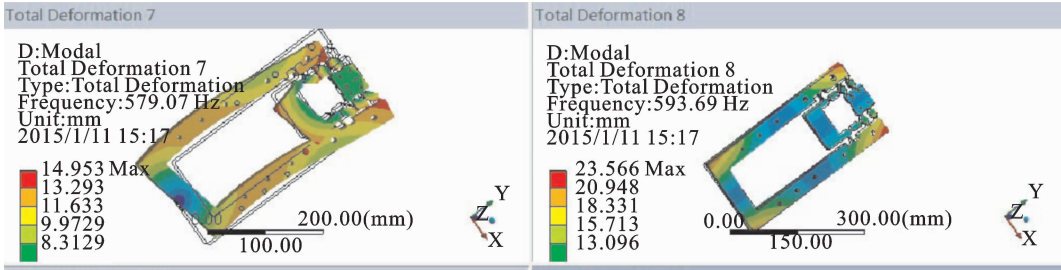 Total Deformation 7
D:Modal
Total Deformation 7
Type:Total Deformation
Frequency:579.07 Hz
Unit:mm
2015/1/11 15:17
14.953 Max
13.293
11.633
9.9729
8.3129
0.00
200.00(mm)
100.00
Y
Z
X
Total Deformation 8
D:Modal
Total Deformation 8
Type:Total Deformation
Frequency:593.69 Hz
Unit:mm
2015/1/11 15:17
23.566 Max
20.948
18.331
15.713
13.096
0.00
300.00(mm)
150.00
Y
Z
X